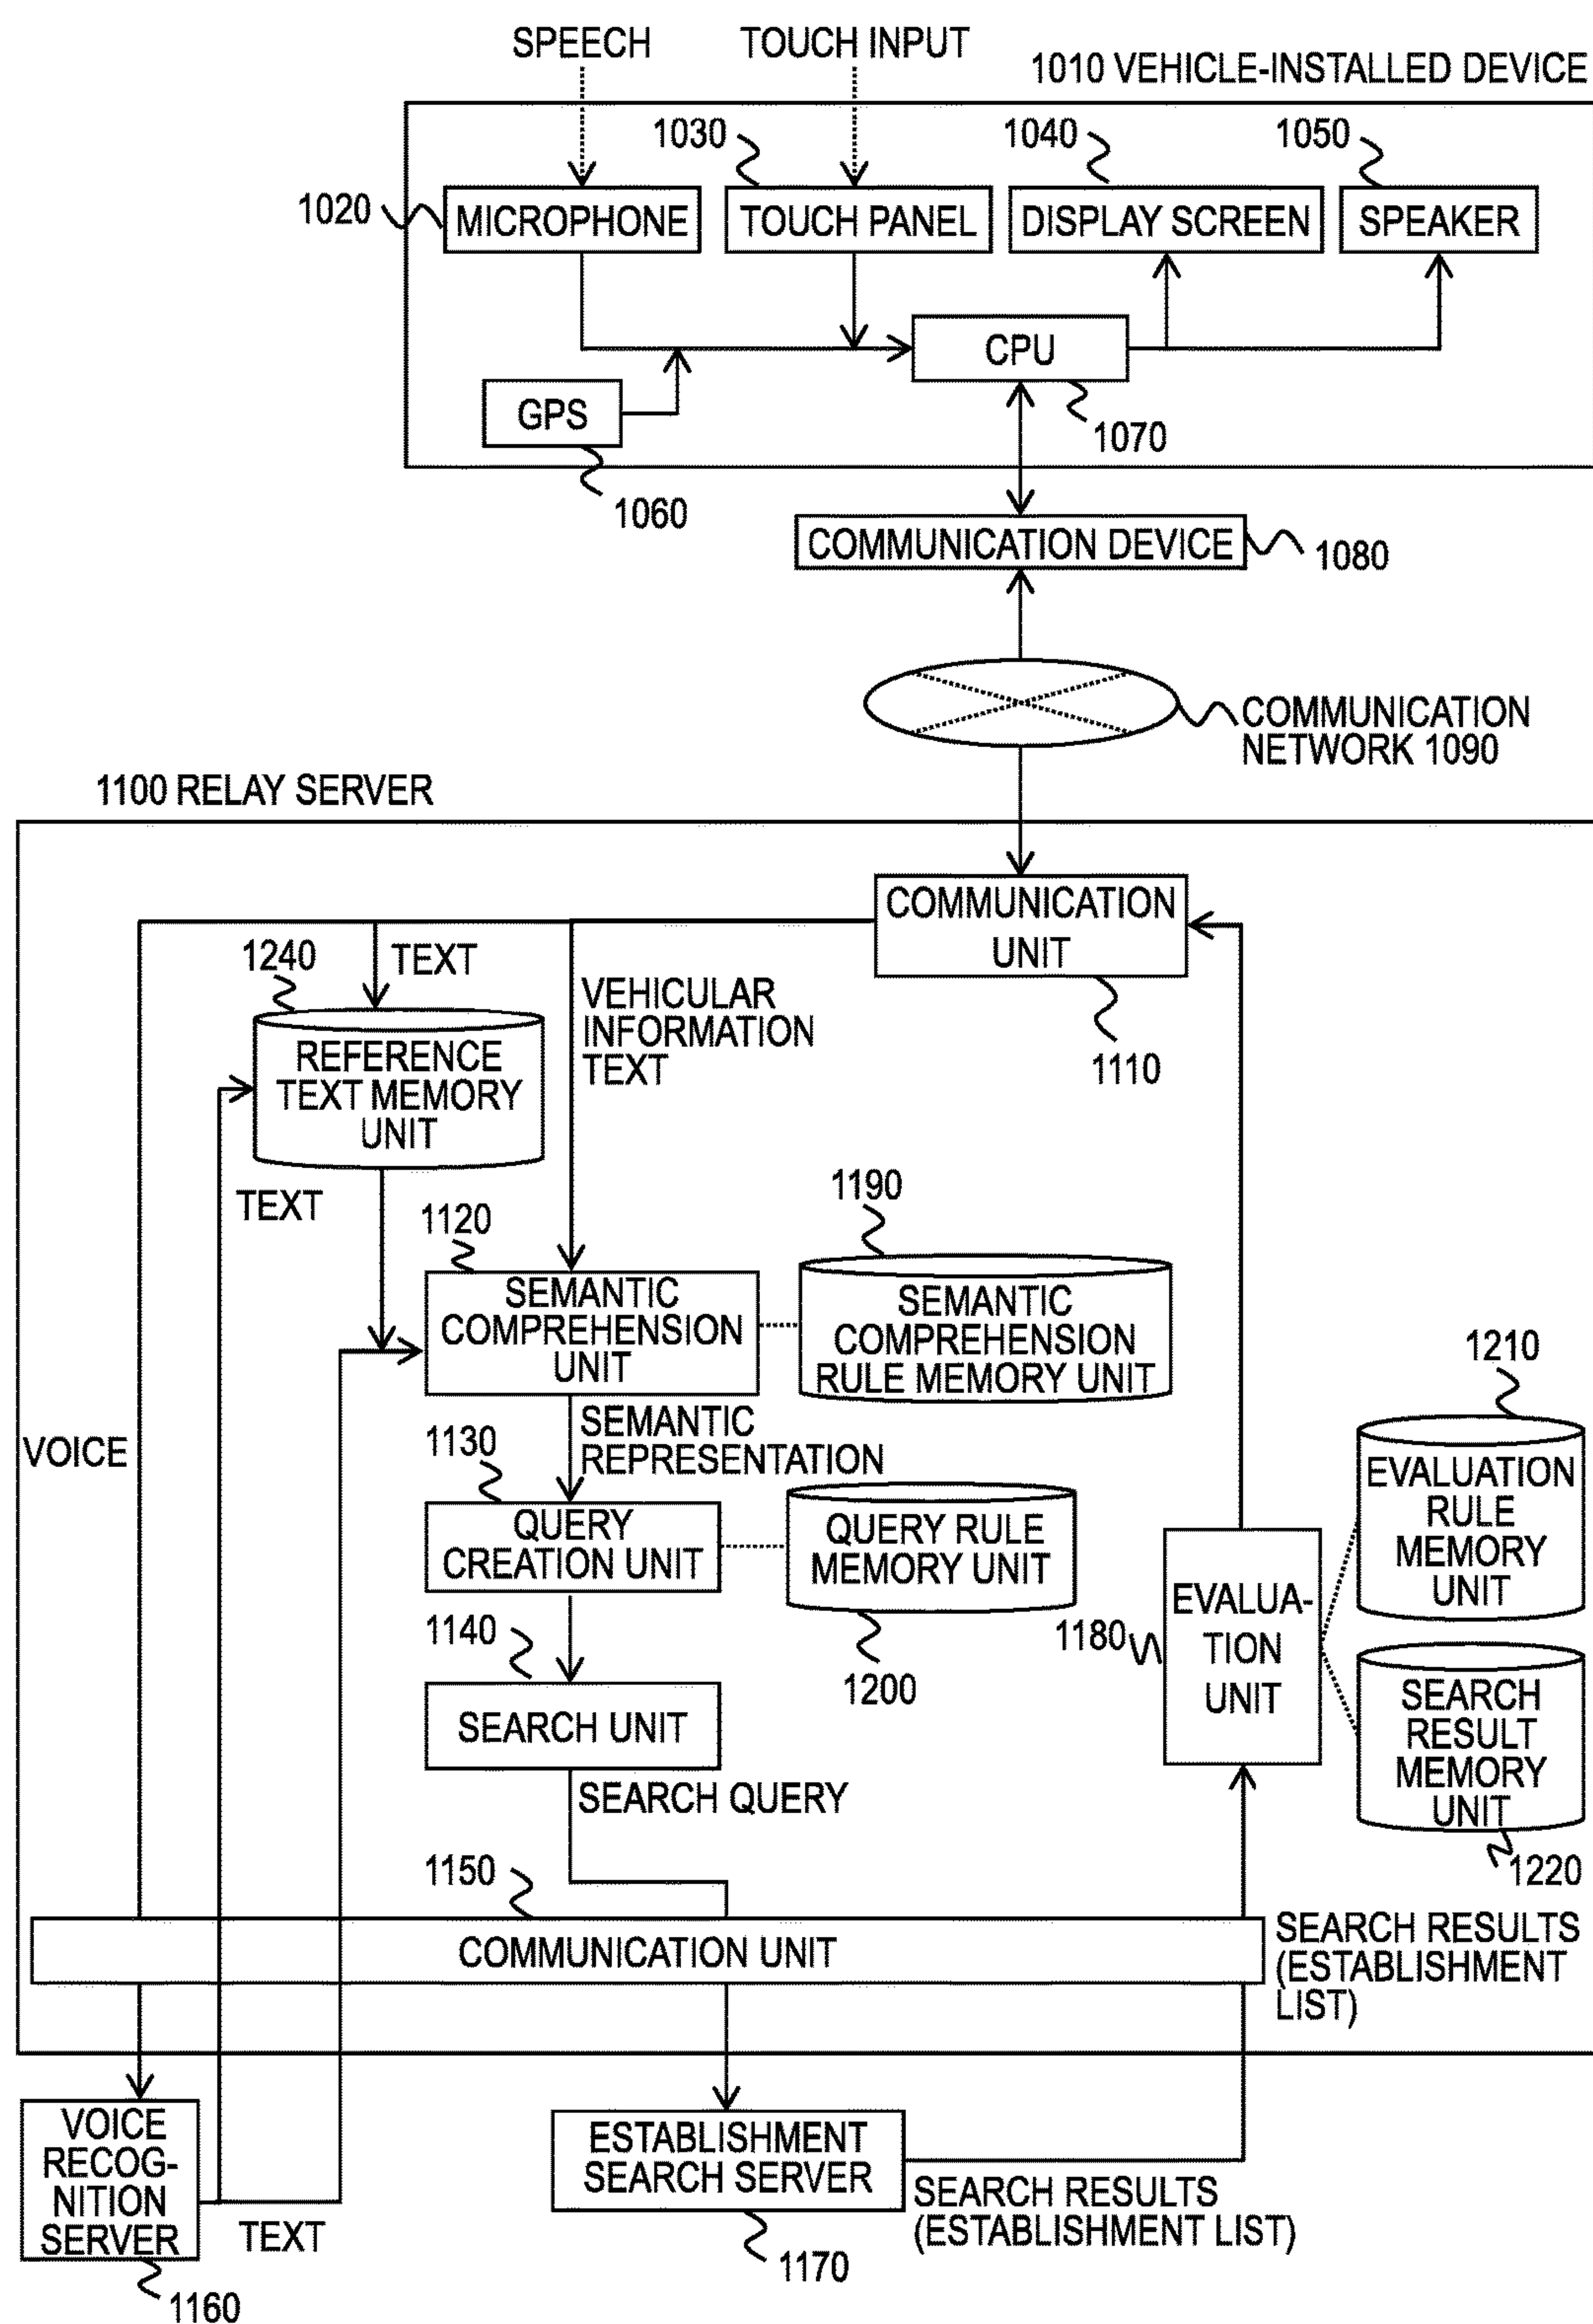 SPEECH
TOUCH INPUT
1010 VEHICLE-INSTALLED DEVICE
1030
1040
1050
1020
MICROPHONE
TOUCH PANEL
DISPLAY SCREEN
SPEAKER
CPU
GPS
1070
1060
COMMUNICATION DEVICE
1080
COMMUNICATION
NETWORK 1090
1100 RELAY SERVER
COMMUNICATION
UNIT
1110
1240
TEXT
VEHICULAR
INFORMATION
TEXT
REFERENCE
TEXT MEMORY
UNIT
TEXT
1120
1190
SEMANTIC
COMPREHENSION
UNIT
SEMANTIC
COMPREHENSION
RULE MEMORY UNIT
1210
VOICE
SEMANTIC
REPRESENTATION
1130
QUERY
CREATION UNIT
QUERY RULE
MEMORY UNIT
EVALUATION
RULE
MEMORY
UNIT
1140
1200
1180
EVALUA-
TION
UNIT
SEARCH UNIT
SEARCH
RESULT
MEMORY
UNIT
SEARCH QUERY
1150
1220
COMMUNICATION UNIT
SEARCH RESULTS
(ESTABLISHMENT
LIST)
VOICE
RECOG-
NITION
SERVER
TEXT
ESTABLISHMENT
SEARCH SERVER
SEARCH RESULTS
(ESTABLISHMENT LIST)
1160
1170